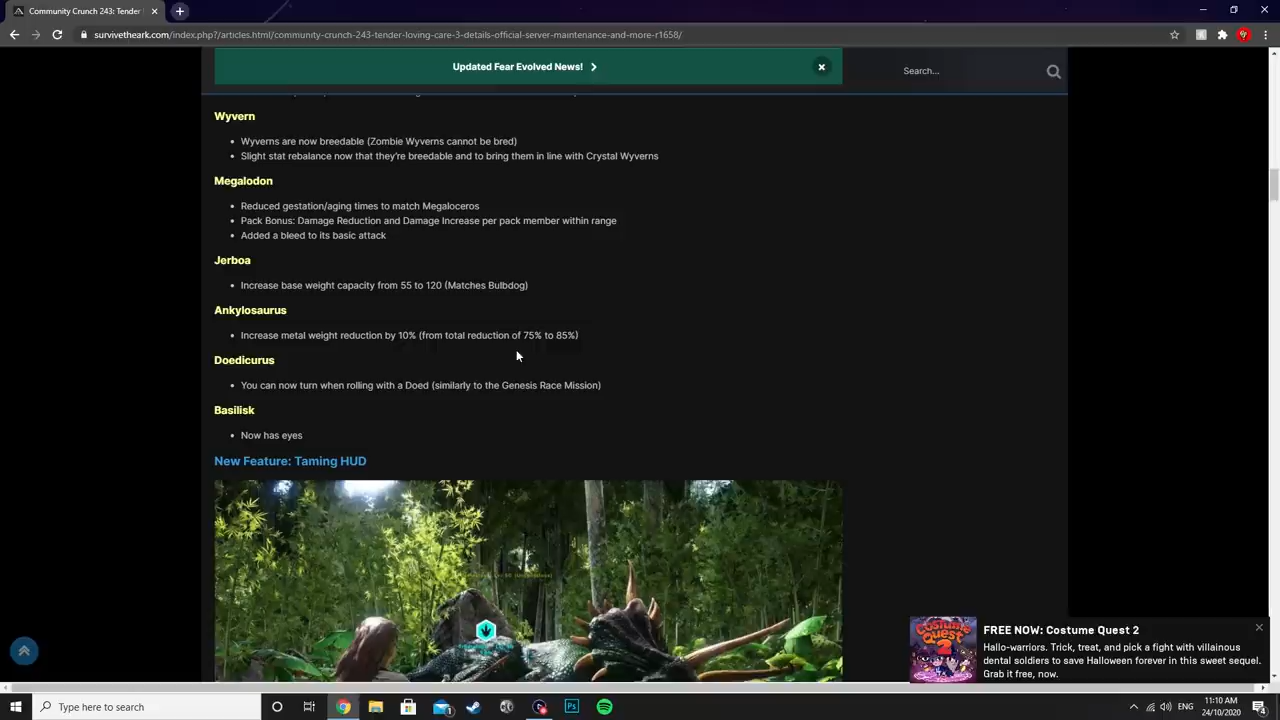 Community Crunch 243: Tender
survivetheark.com/index.php?/articles.html/community-crunch-243-tender-loving-care-3-details-official-server-maintenance-and-more-r1658/
Updated Fear Evolved News!
Search...
Wyvern
• Wyverns are now breedable (Zombie Wyverns cannot be bred)
• Slight stat rebalance now that they're breedable and to bring them in line with Crystal Wyverns
Megalodon
• Reduced gestation/aging times to match Megaloceros
• Pack Bonus: Damage Reduction and Damage Increase per pack member within range
• Added a bleed to its basic attack
Jerboa
• Increase base weight capacity from 55 to 120 (Matches Bulbdog)
Ankylosaurus
• Increase metal weight reduction by 10% (from total reduction of 75% to 85%)
Doedicurus
• You can now turn when rolling with a Doed (similarly to the Genesis Race Mission)
Basilisk
• Now has eyes
New Feature: Taming HUD
COSTUME QUEST 2
FREE NOW: Costume Quest 2
Hallo-warriors. Trick, treat, and pick a fight with villainous
dental soldiers to save Halloween forever in this sweet sequel.
Grab it free, now.
Type here to search
Ps
ENG
11:10 AM
24/10/2020